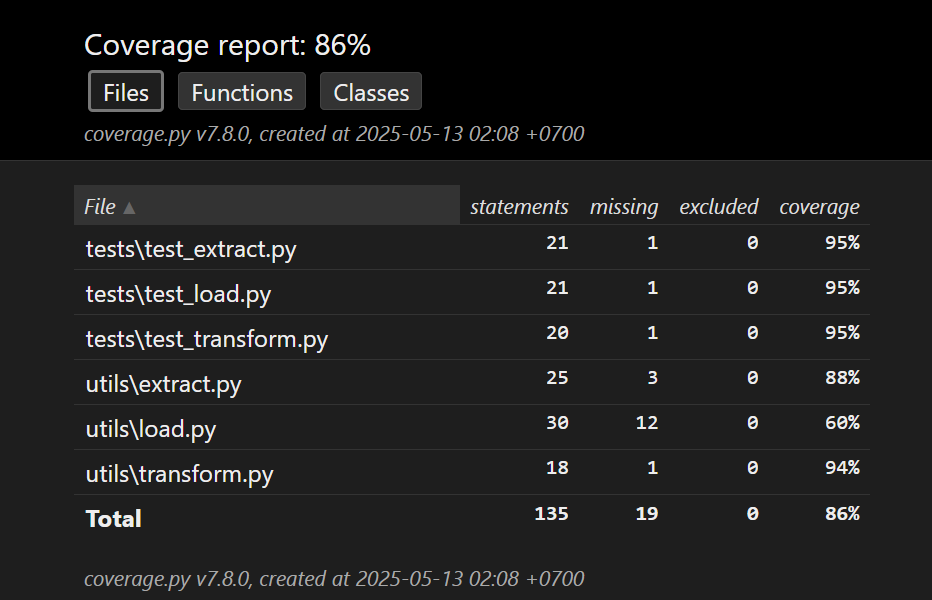 Coverage report: 86%
Files Functions Classes
coverage.py v7.8.0, created at 2025-05-13 02:08 +0700
File ▲ statements missing excluded coverage
tests\test_extract.py 21 1 0 95%
tests\test_load.py 21 1 0 95%
tests\test_transform.py 20 1 0 95%
utils\extract.py 25 3 0 88%
utils\load.py 30 12 0 60%
utils\transform.py 18 1 0 94%
Total 135 19 0 86%
coverage.py v7.8.0, created at 2025-05-13 02:08 +0700